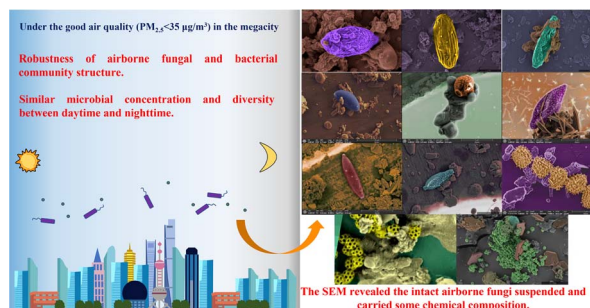 Under the good air quality (PM₂.₅<35 μg/m³) in the megacity
Robustness of airborne fungal and bacterial
community structure.
Similar microbial concentration and diversity
between daytime and nighttime.
The SEM revealed the intact airborne fungi suspended and
carried some chemical composition.